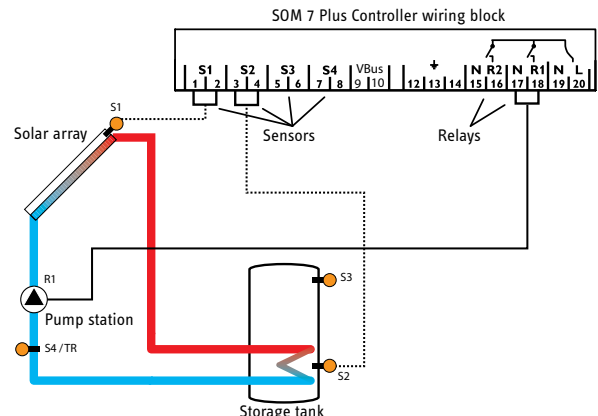 SOM 7 Plus Controller wiring block
S1 S2 S3 S4 VBus N R2 N R1 N L
1 2 3 4 5 6 7 8 9 10 12 13 14 15 16 17 18 19 20
S1
Solar array
Sensors
Relays
R1
S3
Pump station
S4/TR
S2
Storage tank